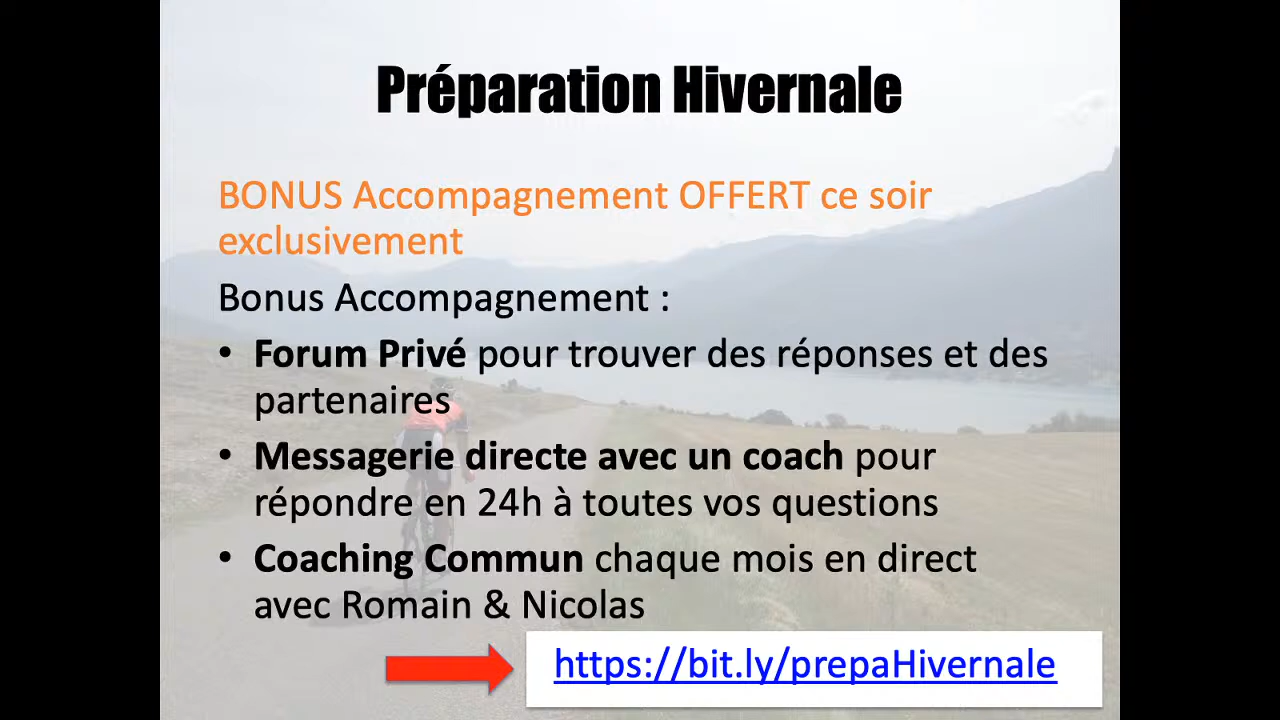 Préparation Hivernale
BONUS Accompagnement OFFERT ce soir
exclusivement
Bonus Accompagnement :
• Forum Privé pour trouver des réponses et des
partenaires
• Messagerie directe avec un coach pour
répondre en 24h à toutes vos questions
• Coaching Commun chaque mois en direct
avec Romain & Nicolas
https://bit.ly/prepaHivernale